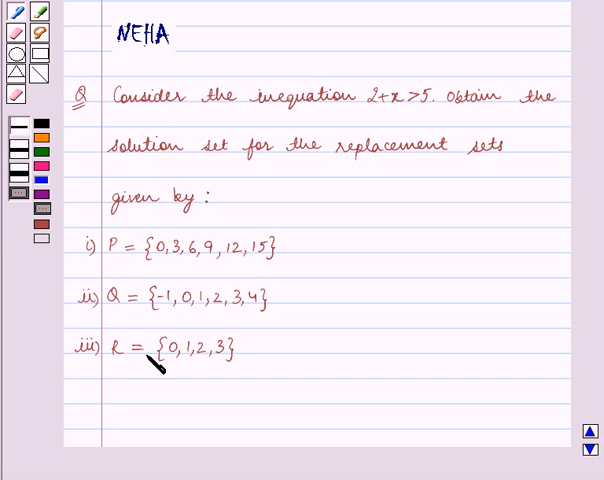 NEHA
Q Consider the inequation 2+x>5. Obtain the
solution set for the replacement sets
given by :
i) P = {0,3,6,9,12,15}
ii) Q = {-1,0,1,2,3,4}
iii) R = {0,1,2,3}